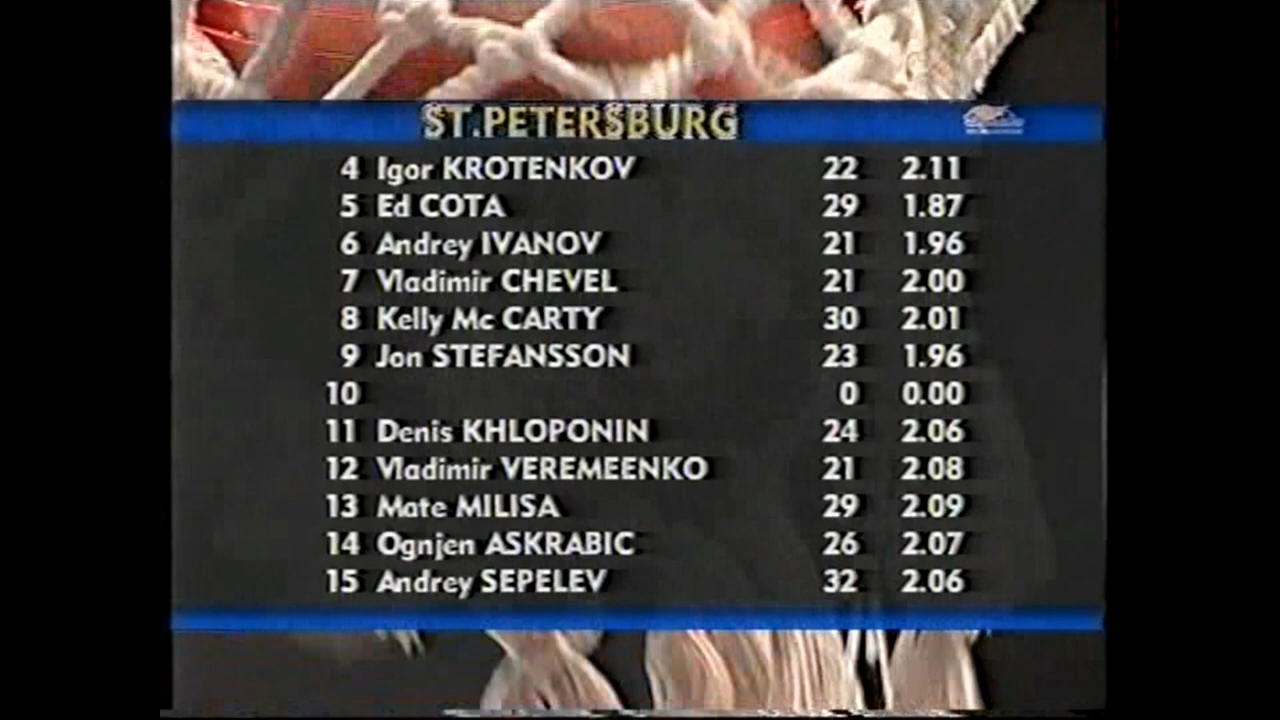 ST.PETERSBURG
4 Igor KROTENKOV 22 2.11
5 Ed COTA 29 1.87
6 Andrey IVANOV 21 1.96
7 Vladimir CHEVEL 21 2.00
8 Kelly Mc CARTY 30 2.01
9 Jon STEFANSSON 23 1.96
10 0 0.00
11 Denis KHLOPONIN 24 2.06
12 Vladimir VEREMEENKO 21 2.08
13 Mate MILISA 29 2.09
14 Ognjen ASKRABIC 26 2.07
15 Andrey SEPELEV 32 2.06